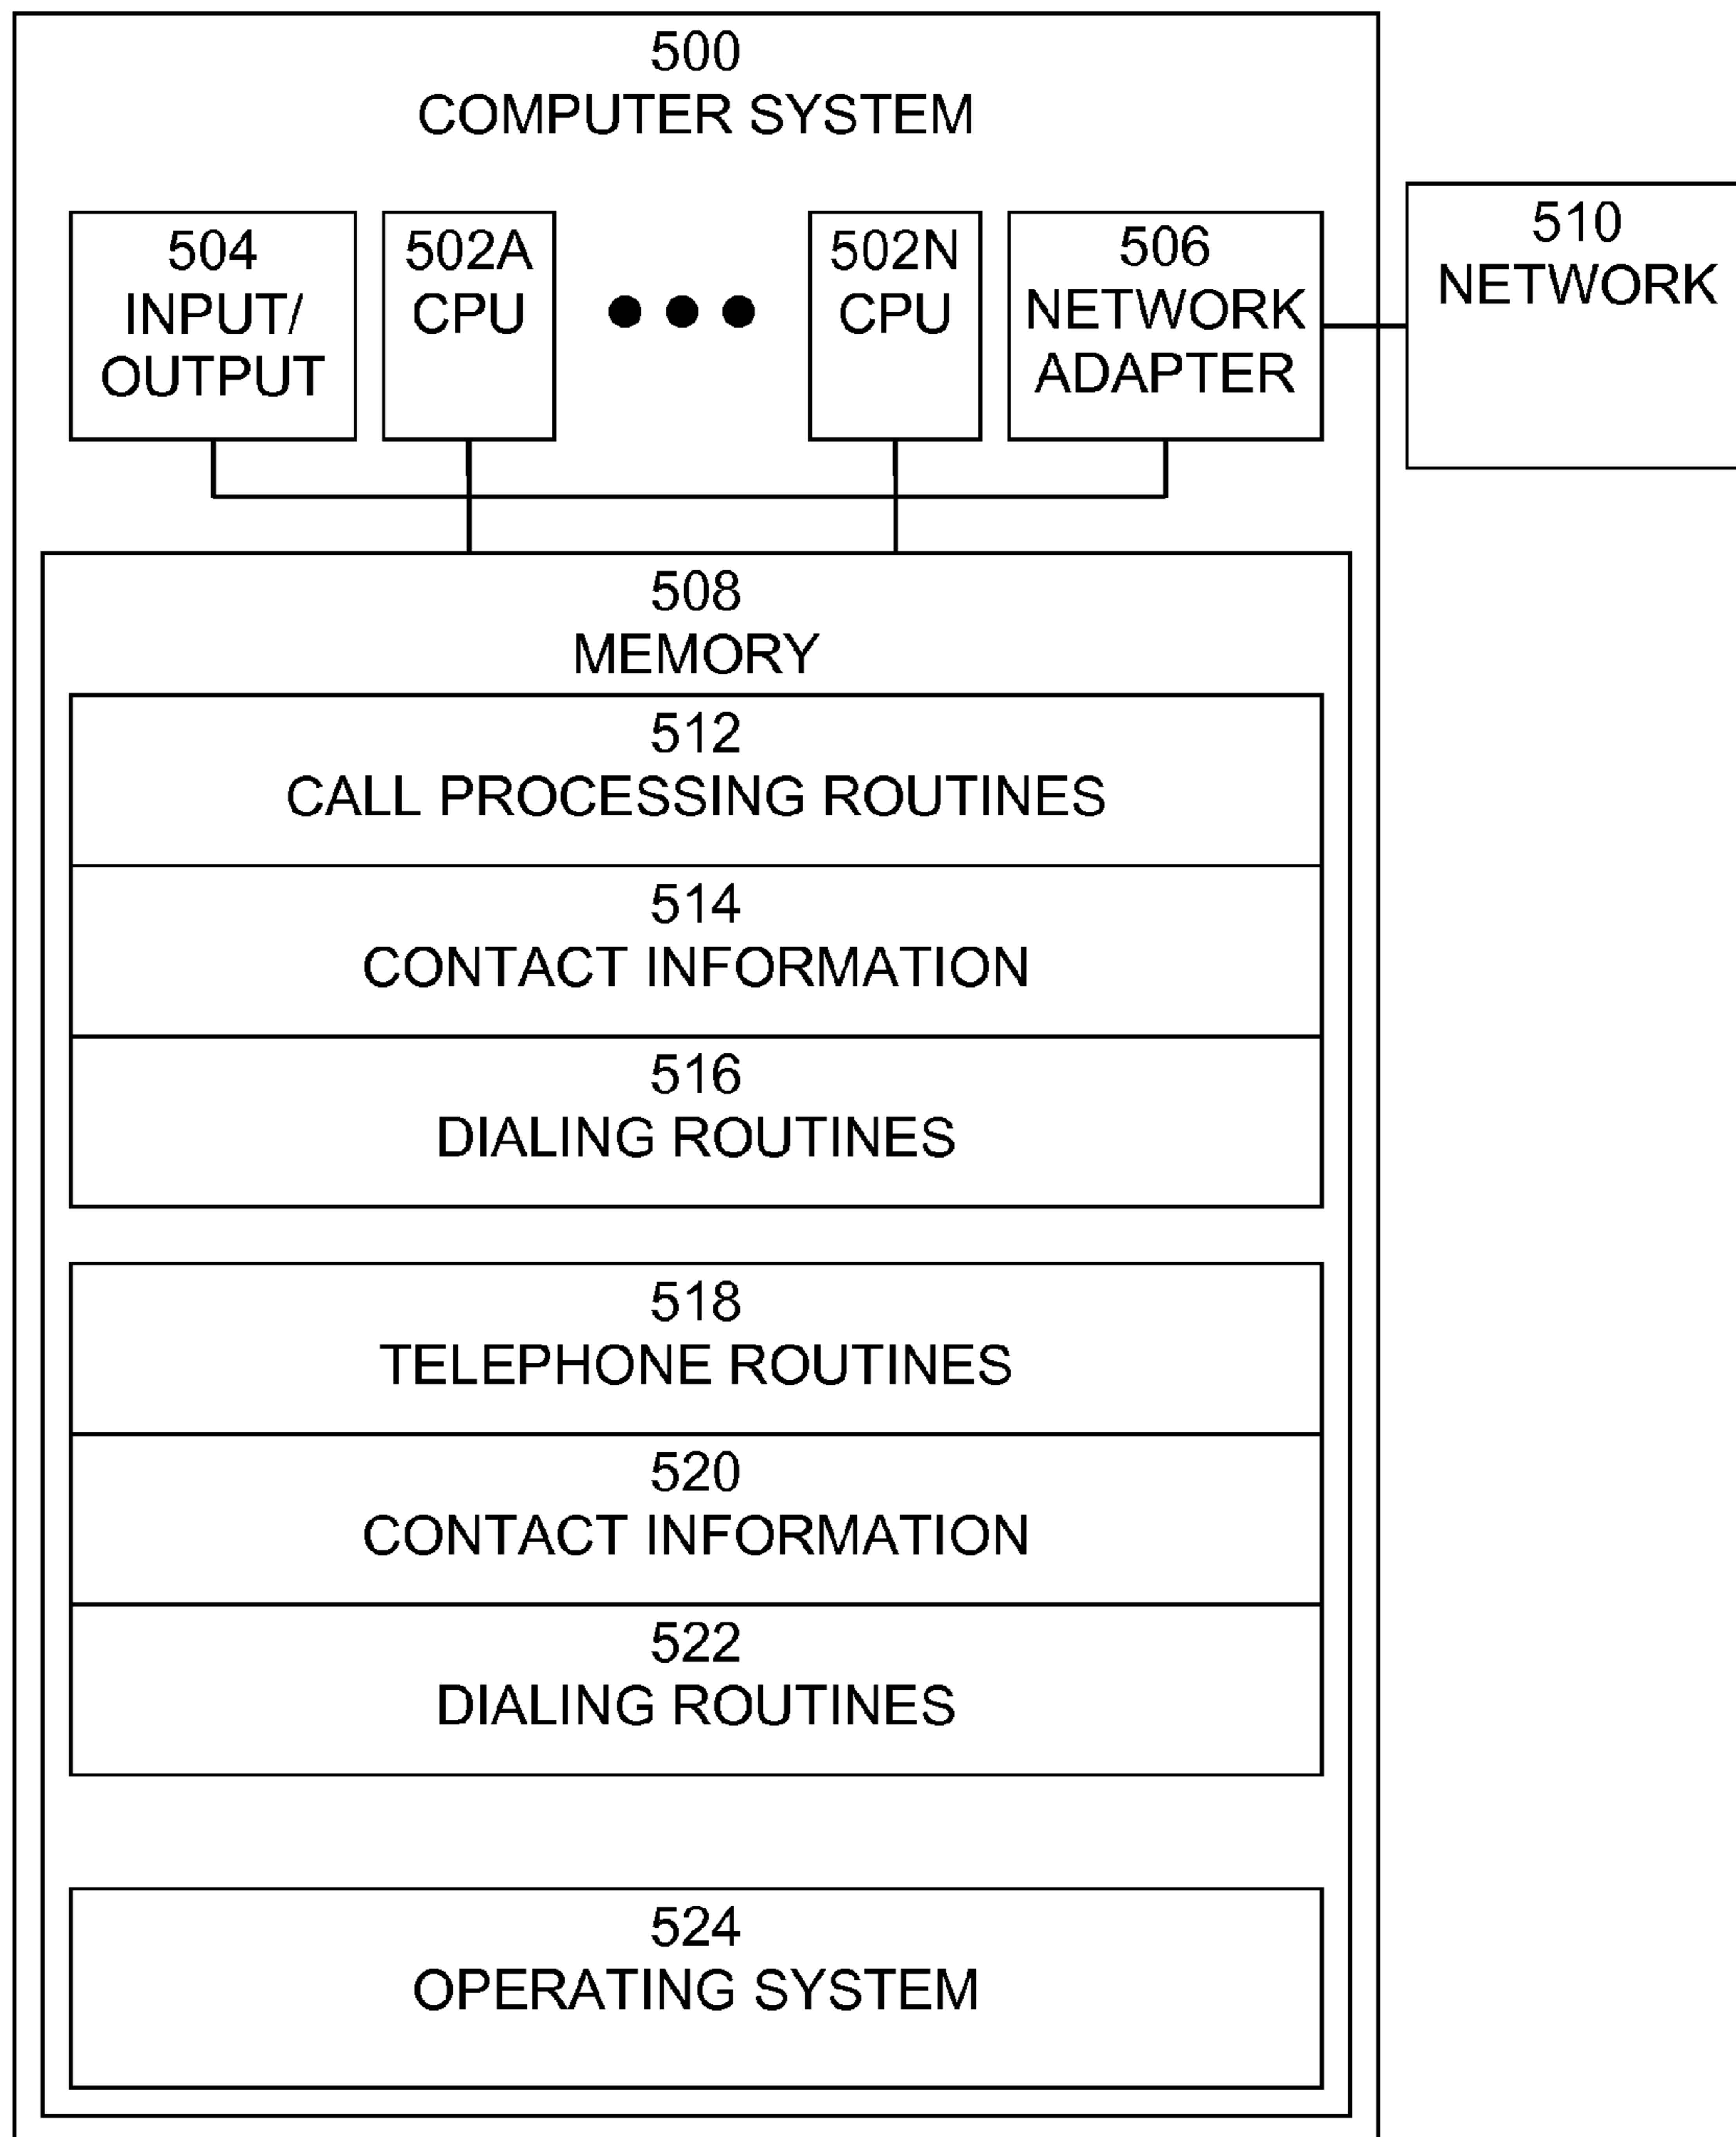 500
COMPUTER SYSTEM
504
INPUT/
OUTPUT
502A
CPU
502N
CPU
506
NETWORK
ADAPTER
510
NETWORK
508
MEMORY
512
CALL PROCESSING ROUTINES
514
CONTACT INFORMATION
516
DIALING ROUTINES
518
TELEPHONE ROUTINES
520
CONTACT INFORMATION
522
DIALING ROUTINES
524
OPERATING SYSTEM